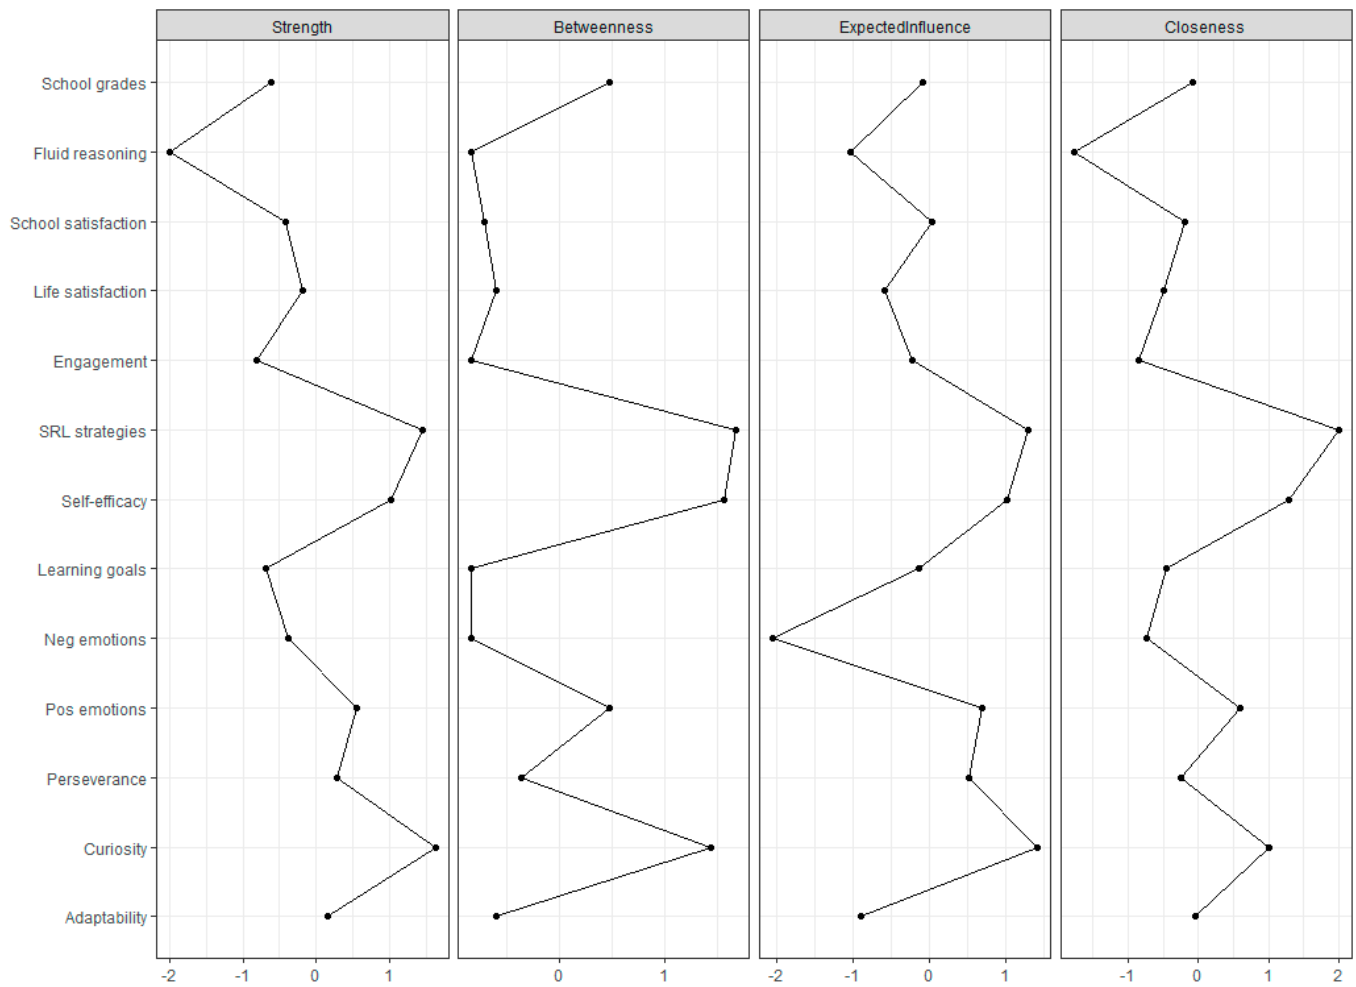 Strength Betweenness ExpectedInfluence Closeness
School grades
Fluid reasoning
School satisfaction
Life satisfaction
Engagement
SRL strategies
Self-efficacy
Learning goals
Neg emotions
Pos emotions
Perseverance
Curiosity
Adaptability
-2 -1 0 1 0 1 -2 -1 0 1 -1 0 1 2